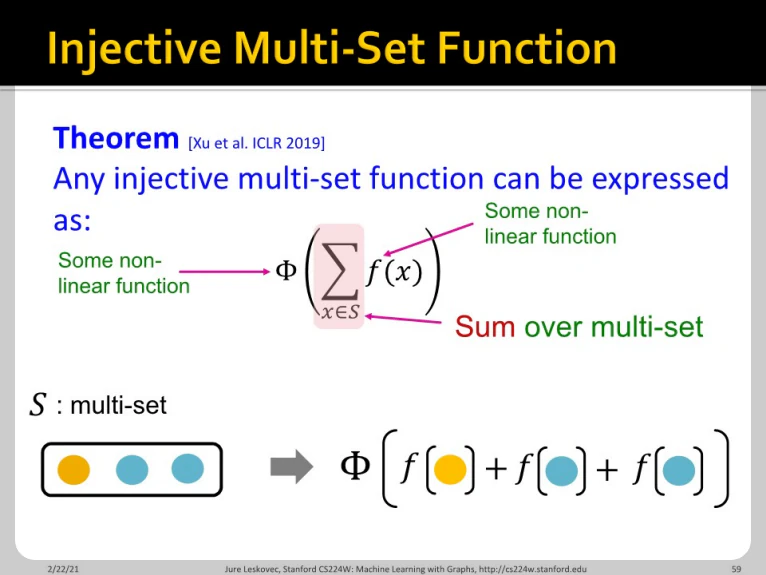 Injective Multi-Set Function
Theorem [Xu et al. ICLR 2019]
Any injective multi-set function can be expressed
as:
Some non-
linear function
Some non-
linear function
Φ(∑ f(x))
x∈S
Sum over multi-set
S : multi-set
Φ[f[ ] + f[ ] + f[ ]]
2/22/21
Jure Leskovec, Stanford CS224W: Machine Learning with Graphs, http://cs224w.stanford.edu
59